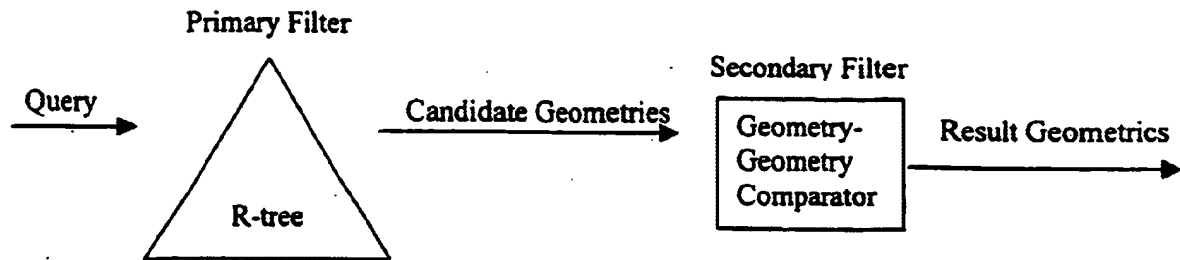 Primary Filter
Query
R-tree
Candidate Geometries
Secondary Filter
Geometry-
Geometry
Comparator
Result Geometrics